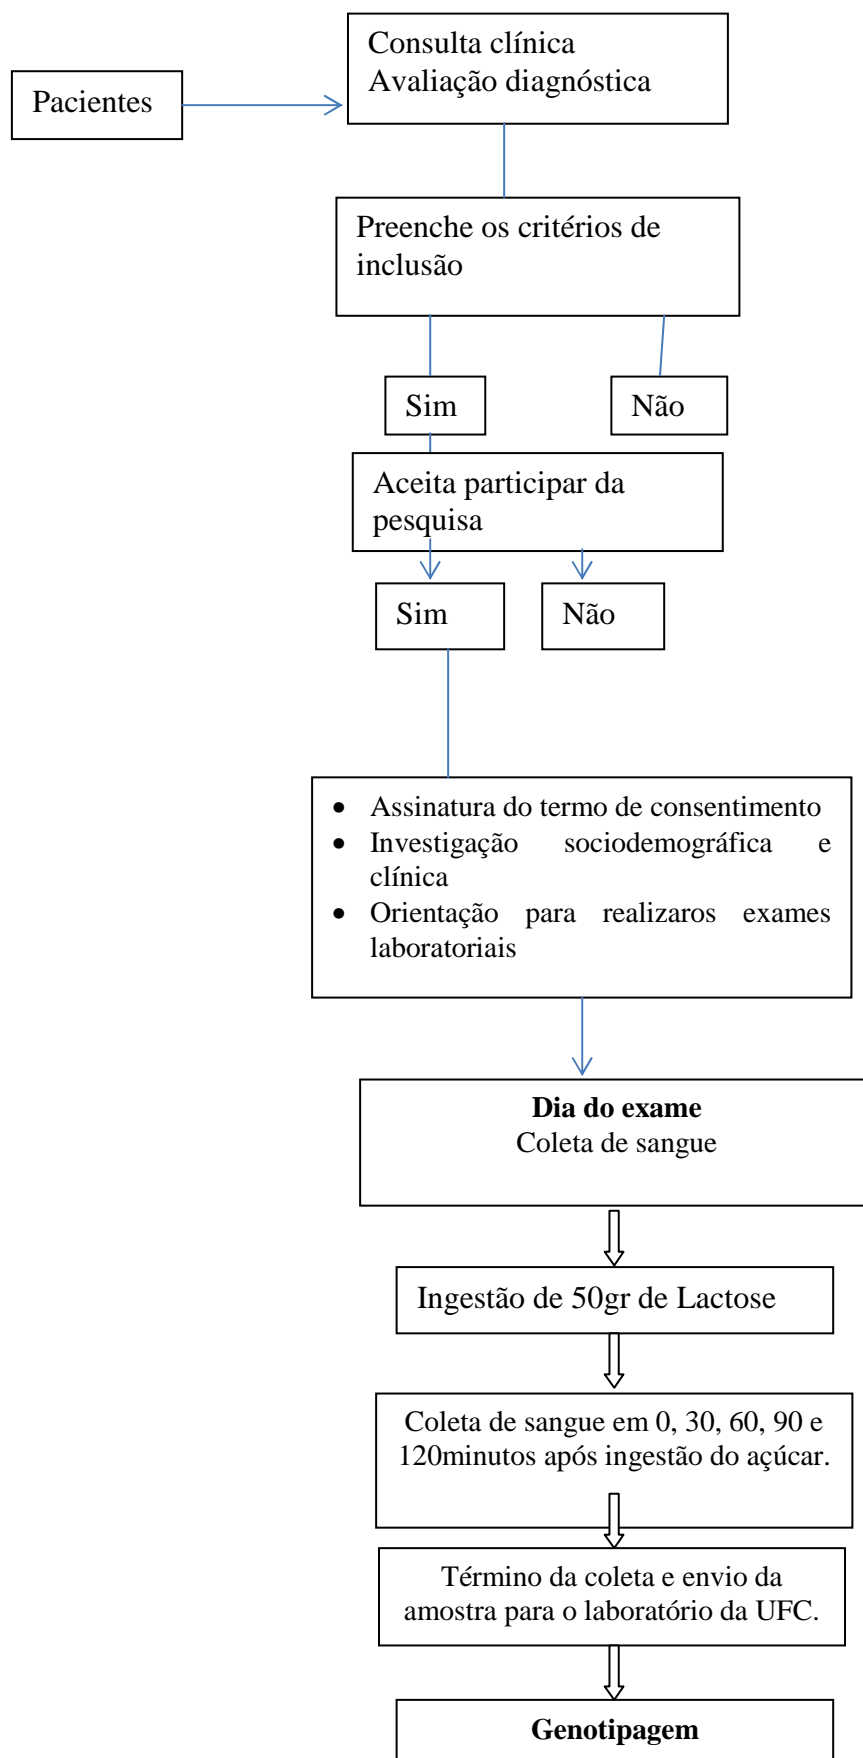 Consulta clínica
Avaliação diagnóstica
Pacientes
Preenche os critérios de
inclusão
Sim
Não
Aceita participar da
pesquisa
Sim
Não
• Assinatura do termo de consentimento
• Investigação sociodemográfica e
clínica
• Orientação para realizaros exames
laboratoriais
Dia do exame
Coleta de sangue
Ingestão de 50gr de Lactose
Coleta de sangue em 0, 30, 60, 90 e
120minutos após ingestão do açúcar.
Término da coleta e envio da
amostra para o laboratório da UFC.
Genotipagem